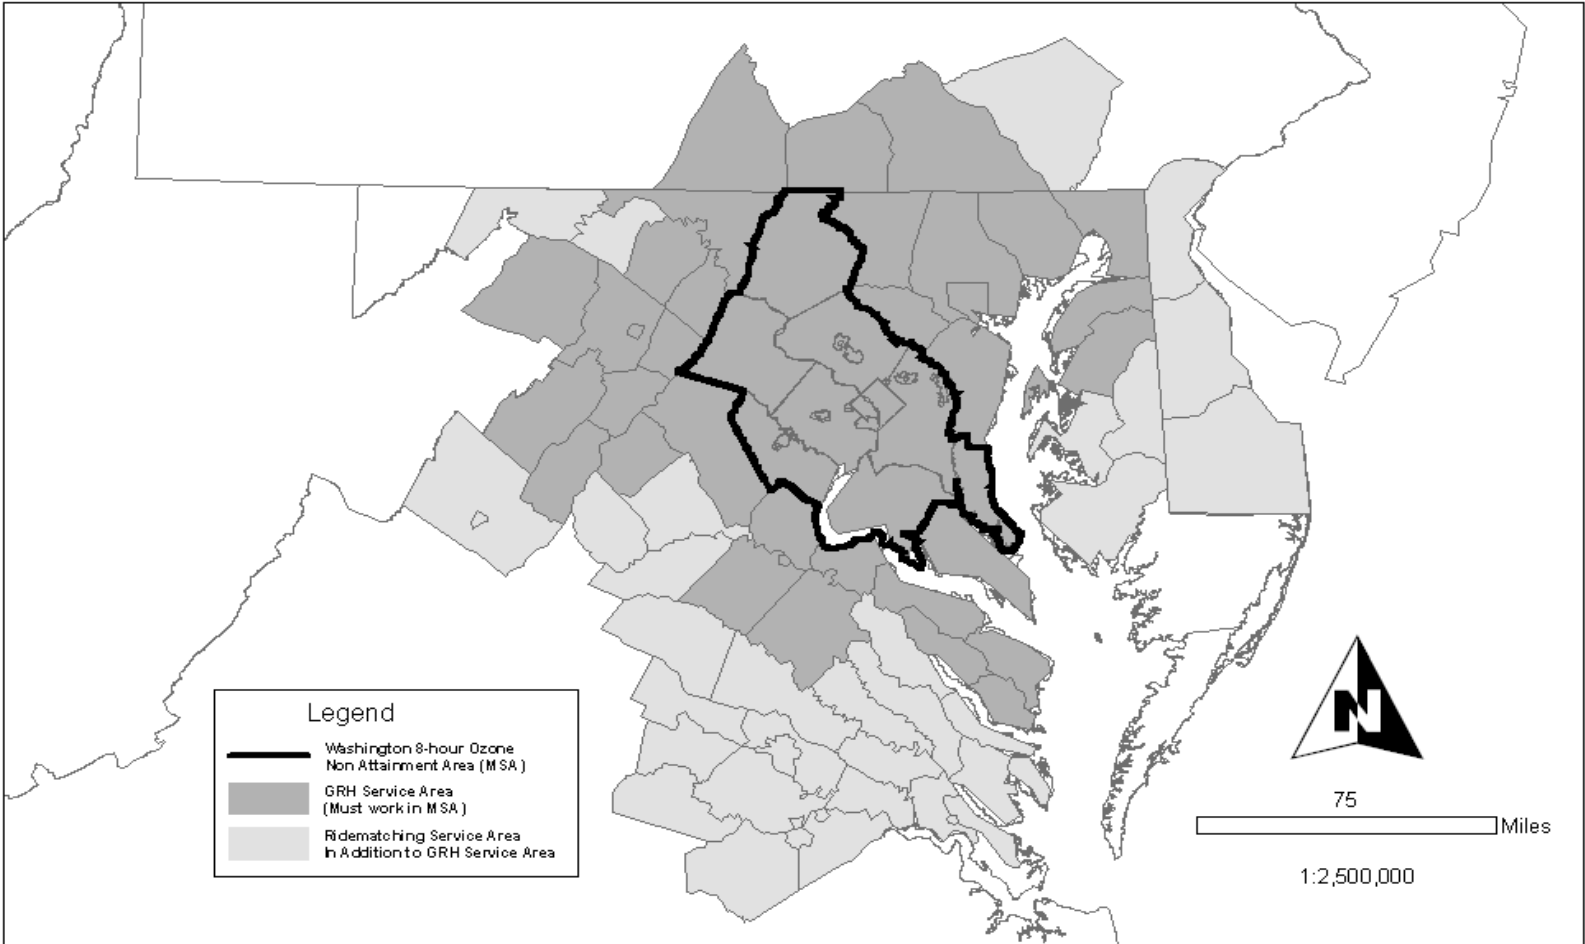 Legend
Washington 8-hour Ozone
Non Attainment Area (MSA)
GRH Service Area
(Must work in MSA)
Ridematching Service Area
In Addition to GRH Service Area
N
75
Miles
1:2,500,000